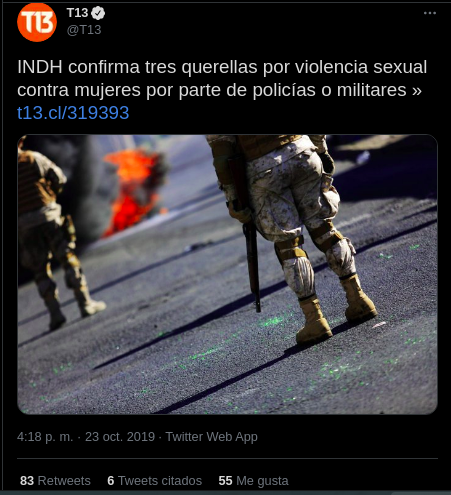 T13
T13
@T13
INDH confirma tres querellas por violencia sexual
contra mujeres por parte de policías o militares »
t13.cl/319393
4:18 p. m. · 23 oct. 2019 · Twitter Web App
83 Retweets 6 Tweets citados 55 Me gusta